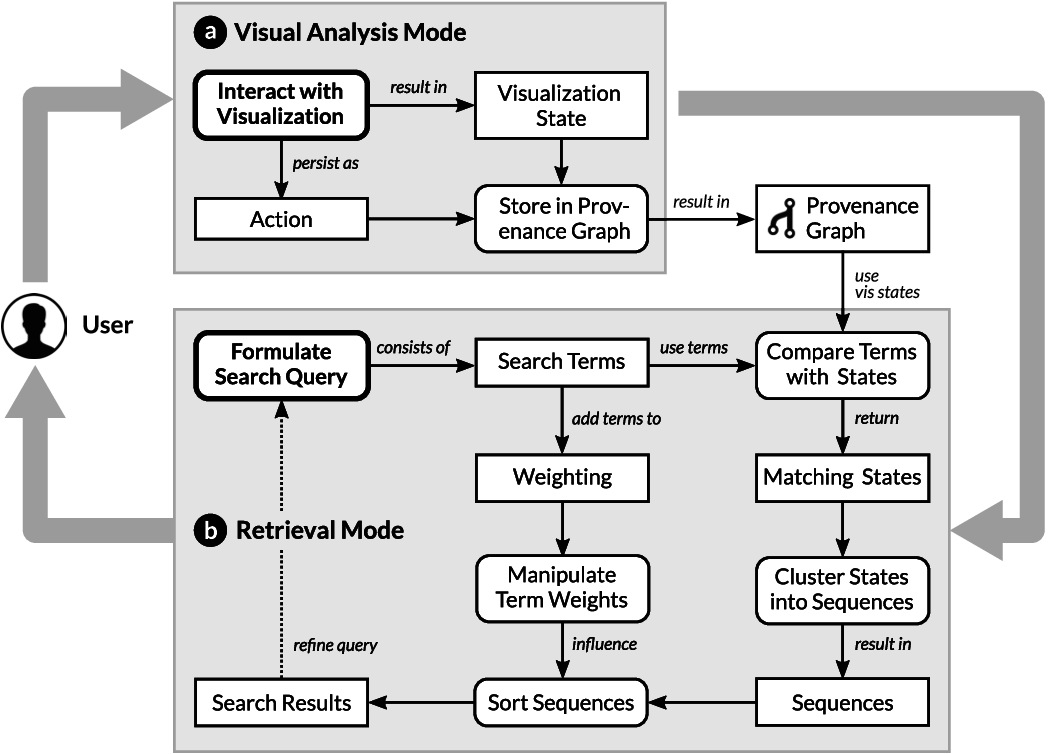 a Visual Analysis Mode
Interact with
Visualization
result in
Visualization
State
persist as
Action
Store in Prov-
enance Graph
result in
Provenance
Graph
use
vis states
User
Formulate
Search Query
consists of
Search Terms
use terms
Compare Terms
with States
add terms to
return
Weighting
Matching States
b Retrieval Mode
Manipulate
Term Weights
Cluster States
into Sequences
refine query
influence
result in
Search Results
Sort Sequences
Sequences